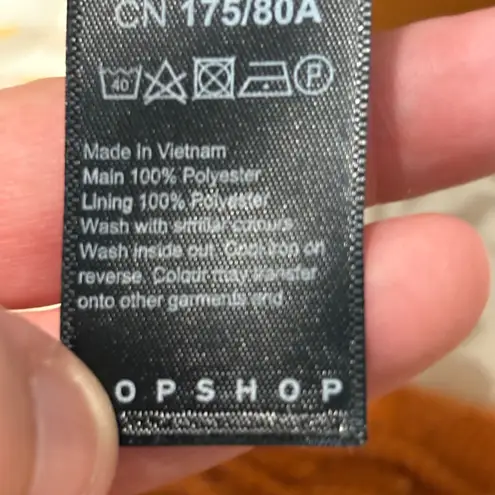 CN 175/80A
40 P
Made In Vietnam
Main 100% Polyester
Lining 100% Polyester
Wash with similar colours
Wash inside out. Cool iron on
reverse. Colour may transfer
onto other garments and
OPSHOP